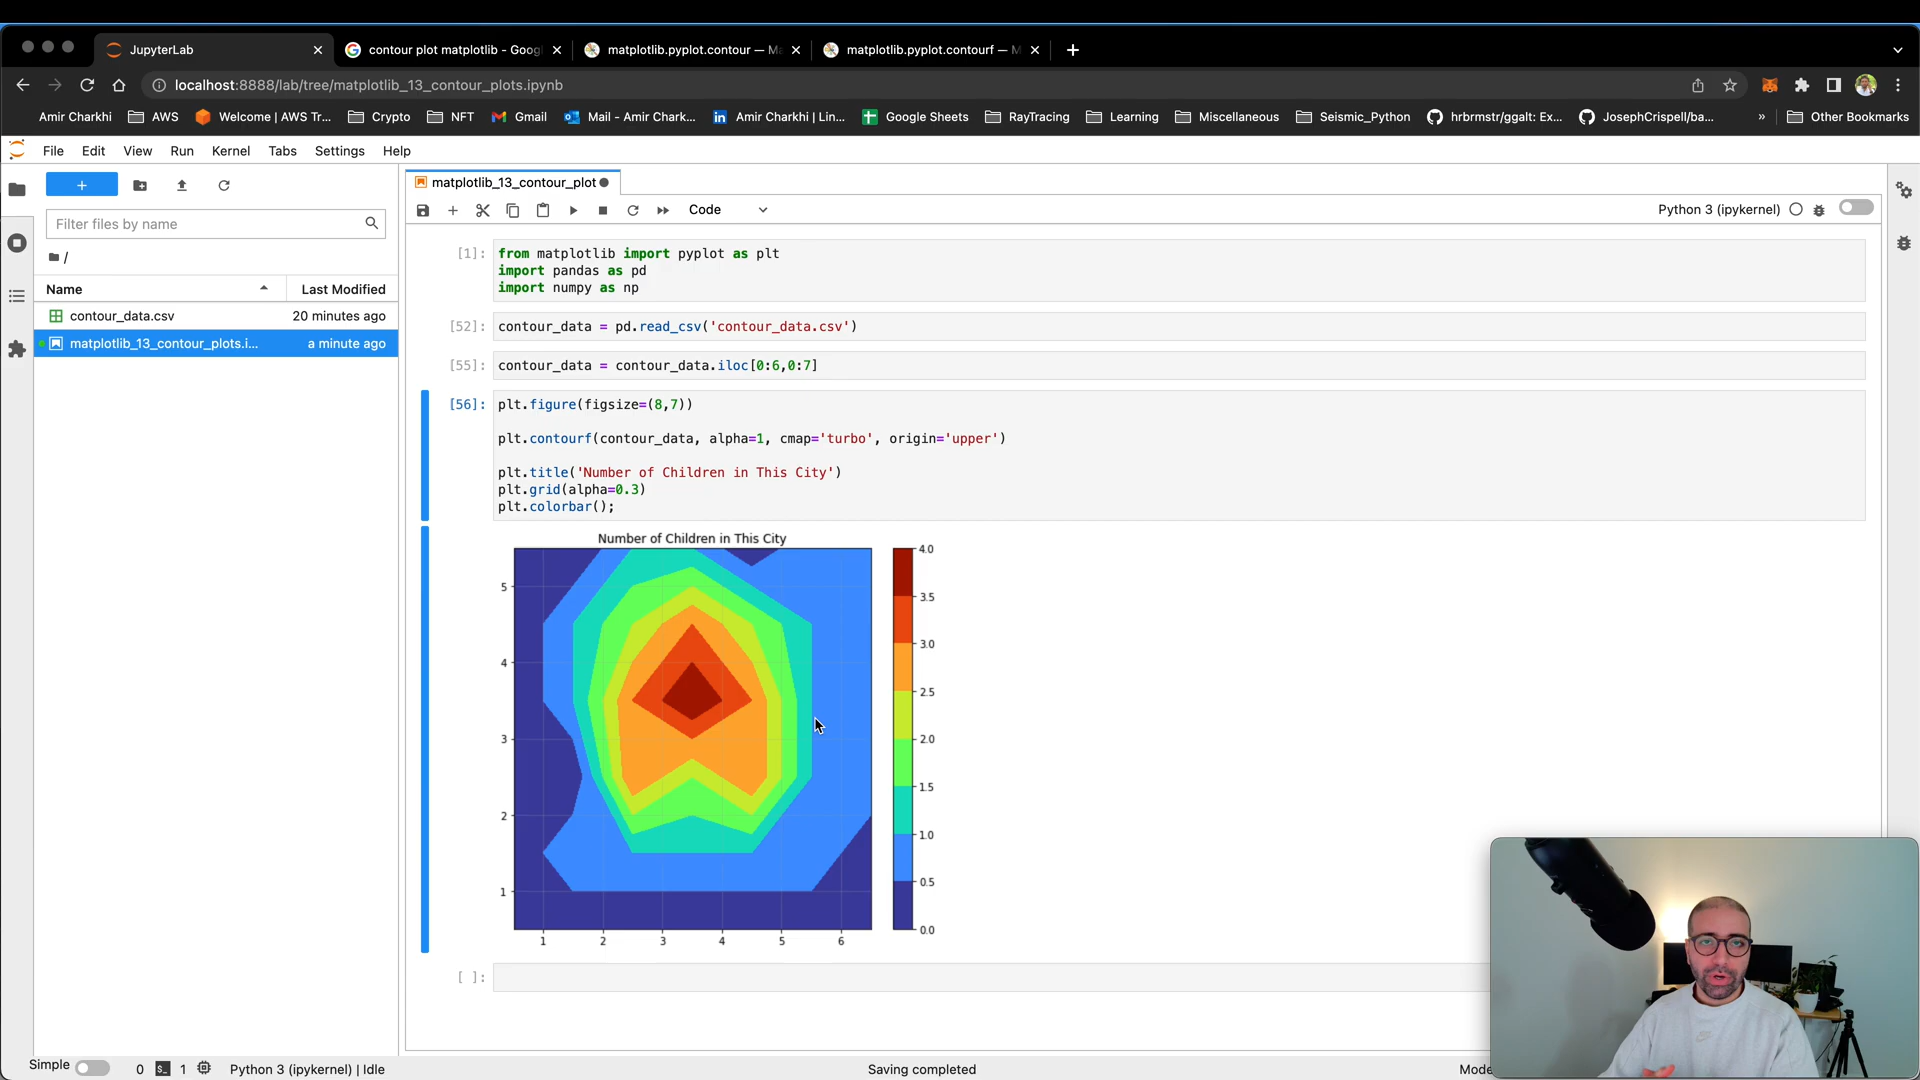 JupyterLab
contour plot matplotlib - Goog
matplotlib.pyplot.contour — Ma
matplotlib.pyplot.contourf — M
localhost:8888/lab/tree/matplotlib_13_contour_plots.ipynb
Amir Charkhi
AWS
Welcome | AWS Tr...
Crypto
NFT
Gmail
Mail - Amir Chark...
Amir Charkhi | Lin...
Google Sheets
RayTracing
Learning
Miscellaneous
Seismic_Python
hrbrmstr/ggalt: Ex...
JosephCrispell/ba...
»
Other Bookmarks
File Edit View Run Kernel Tabs Settings Help
+
Filter files by name
/
Name Last Modified
contour_data.csv 20 minutes ago
matplotlib_13_contour_plots.i... a minute ago
matplotlib_13_contour_plot
Code
Python 3 (ipykernel)
[1]: from matplotlib import pyplot as plt
import pandas as pd
import numpy as np
[52]: contour_data = pd.read_csv('contour_data.csv')
[55]: contour_data = contour_data.iloc[0:6,0:7]
[56]: plt.figure(figsize=(8,7))
plt.contourf(contour_data, alpha=1, cmap='turbo', origin='upper')
plt.title('Number of Children in This City')
plt.grid(alpha=0.3)
plt.colorbar();
Number of Children in This City
5
4
3
2
1
1 2 3 4 5 6
4.0
3.5
3.0
2.5
2.0
1.5
1.0
0.5
0.0
[ ]:
Simple
0
1
Python 3 (ipykernel) | Idle
Saving completed
Mode